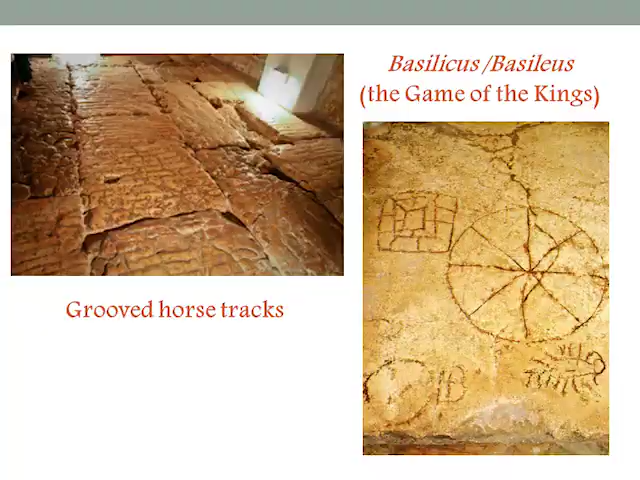 Basilicus /Basileus
(the Game of the Kings)
Grooved horse tracks